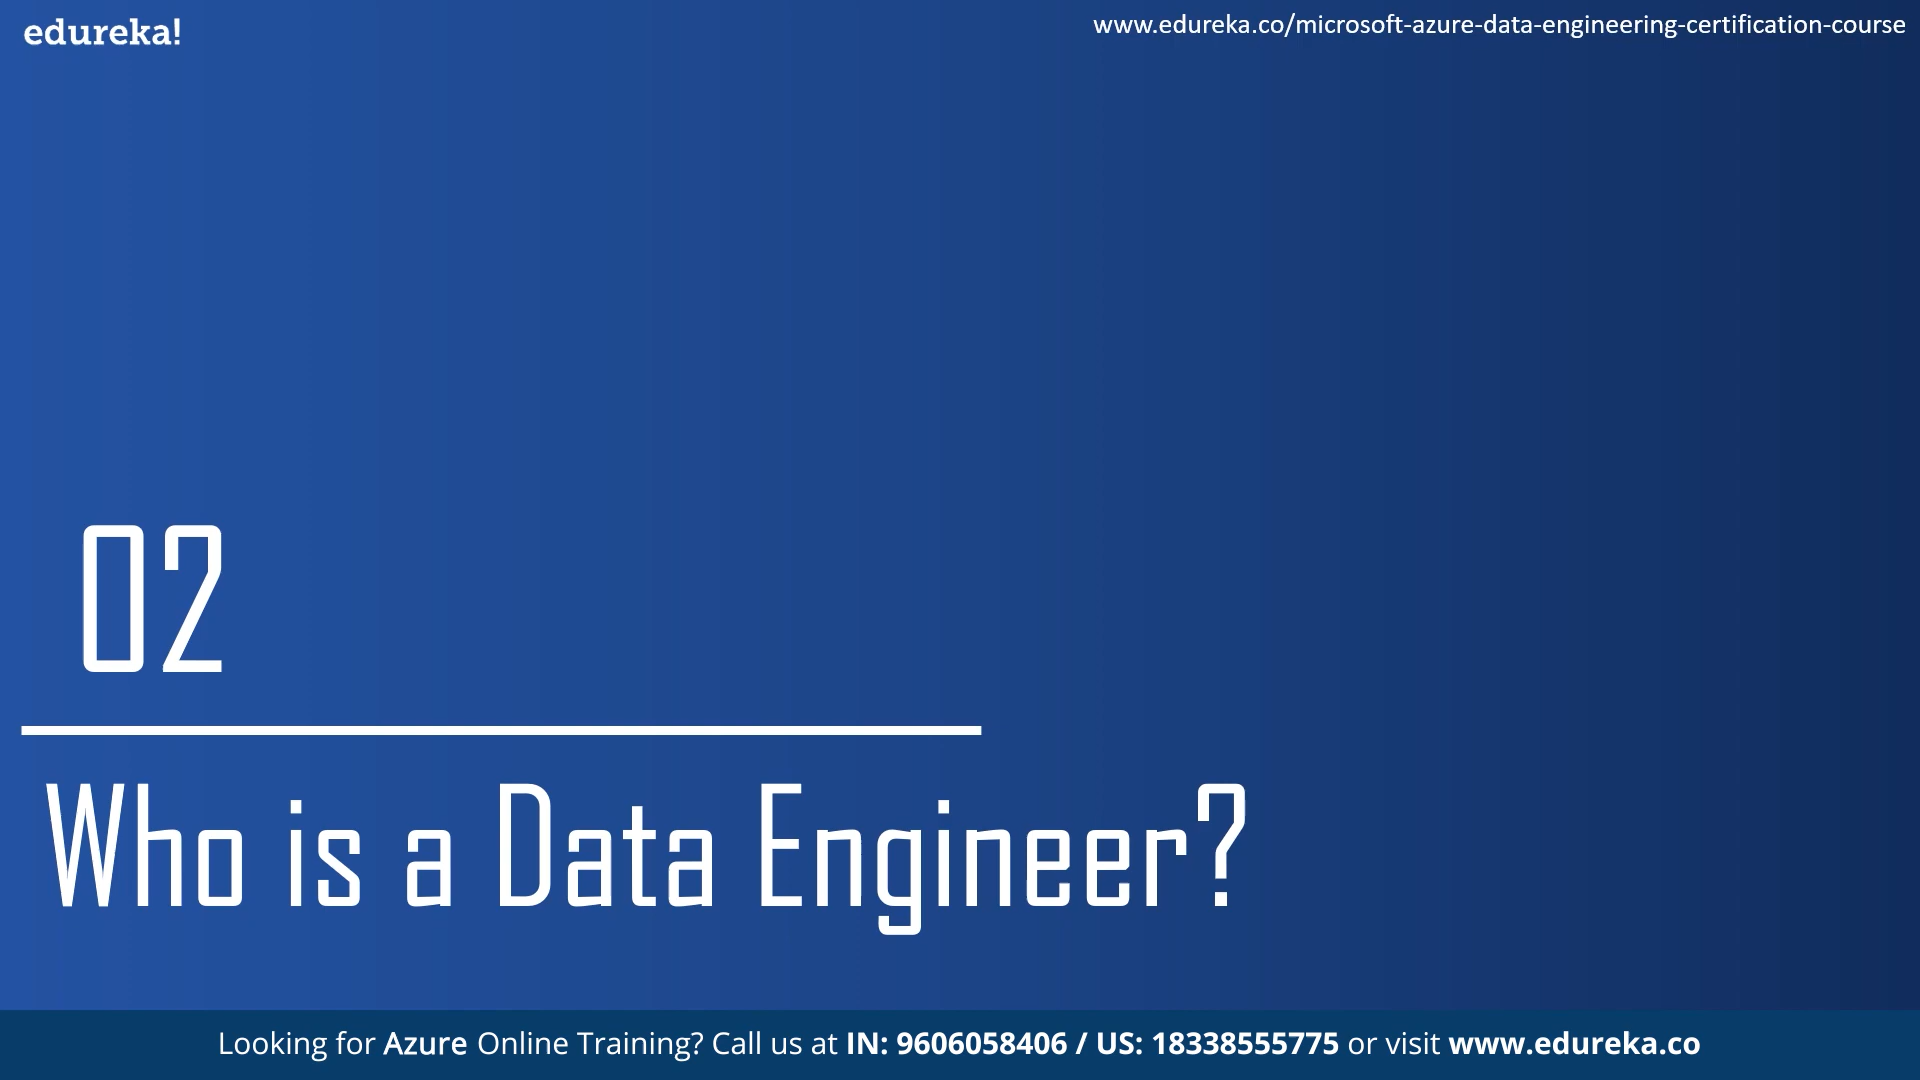 edureka!
www.edureka.co/microsoft-azure-data-engineering-certification-course
02
Who is a Data Engineer?
Looking for Azure Online Training? Call us at IN: 9606058406 / US: 18338555775 or visit www.edureka.co